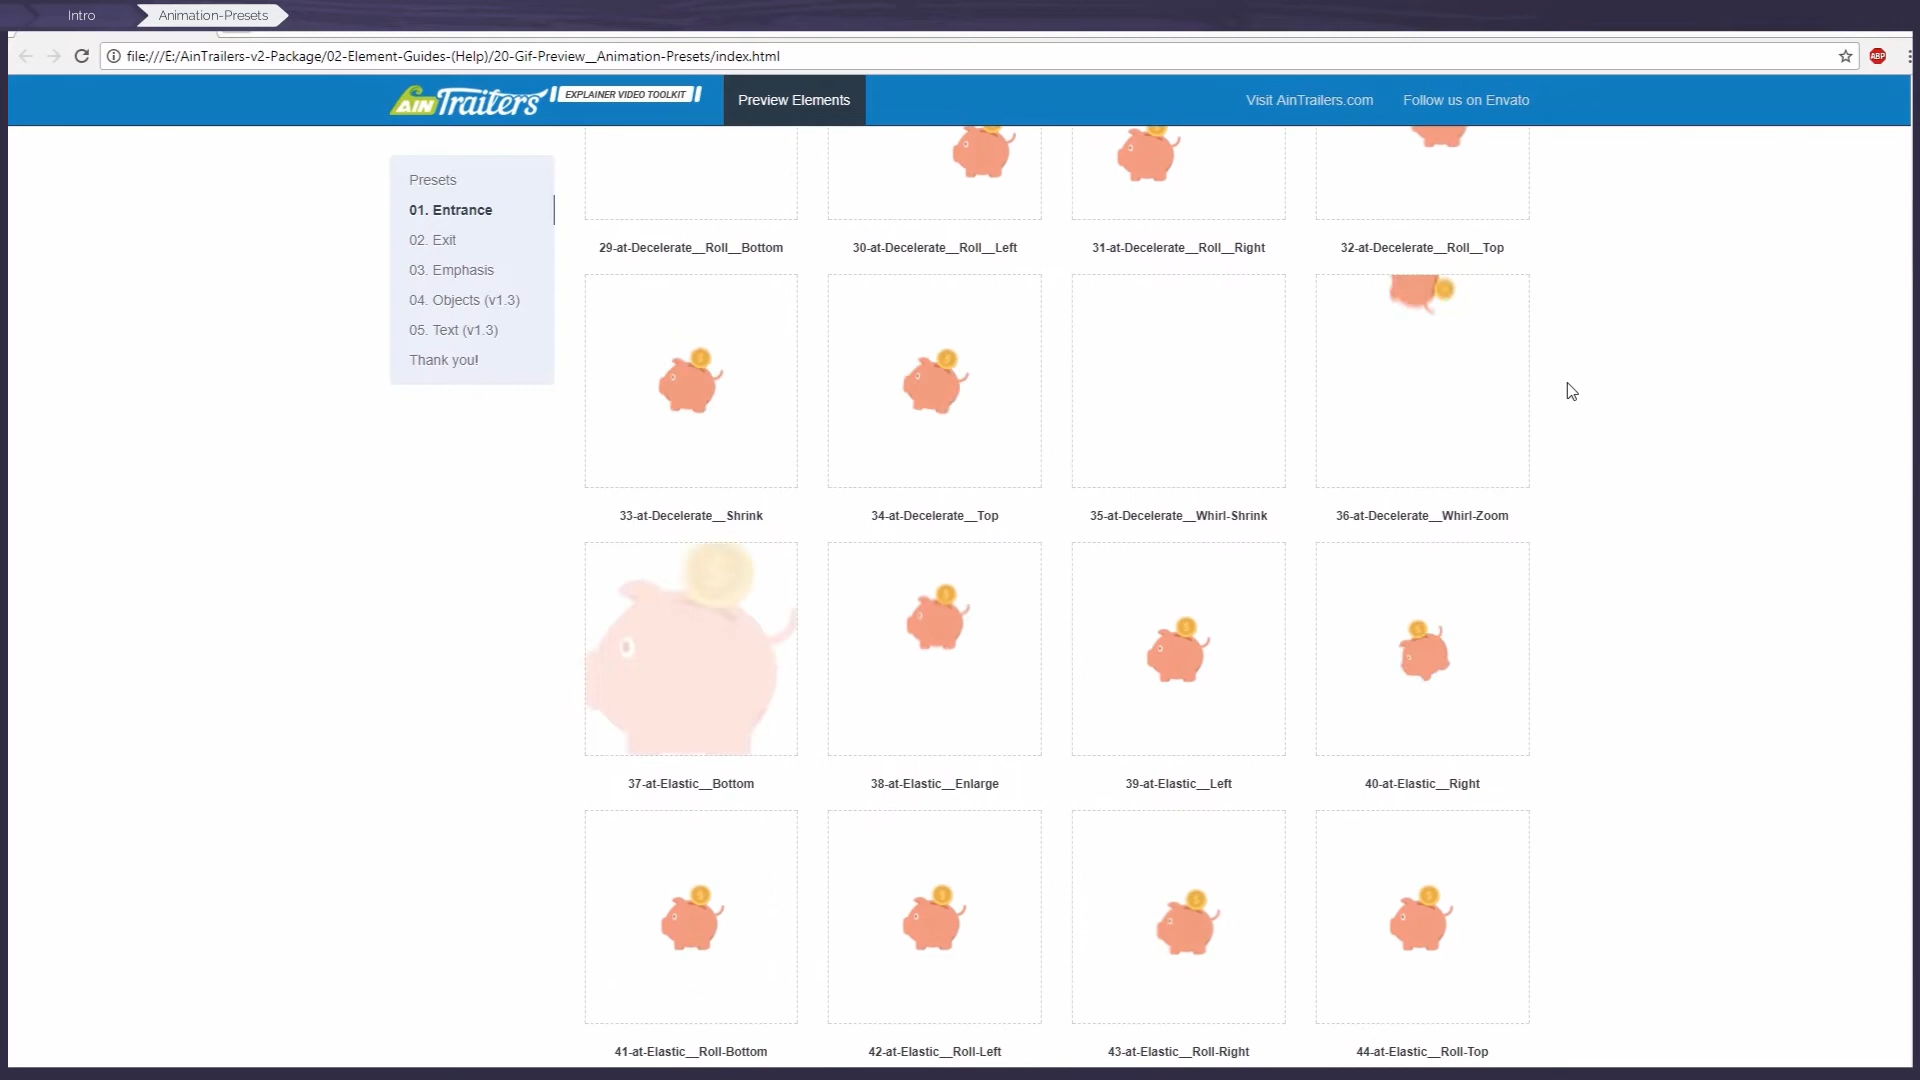 Intro
Animation-Presets
file:///E:/AinTrailers-v2-Package/02-Element-Guides-(Help)/20-Gif-Preview__Animation-Presets/index.html
ABP
AIN Trailers EXPLAINER VIDEO TOOLKIT
Preview Elements
Visit AinTrailers.com
Follow us on Envato
Presets
01. Entrance
02. Exit
03. Emphasis
04. Objects (v1.3)
05. Text (v1.3)
Thank you!
29-at-Decelerate__Roll__Bottom
30-at-Decelerate__Roll__Left
31-at-Decelerate__Roll__Right
32-at-Decelerate__Roll__Top
33-at-Decelerate__Shrink
34-at-Decelerate__Top
35-at-Decelerate__Whirl-Shrink
36-at-Decelerate__Whirl-Zoom
37-at-Elastic__Bottom
38-at-Elastic__Enlarge
39-at-Elastic__Left
40-at-Elastic__Right
41-at-Elastic__Roll-Bottom
42-at-Elastic__Roll-Left
43-at-Elastic__Roll-Right
44-at-Elastic__Roll-Top